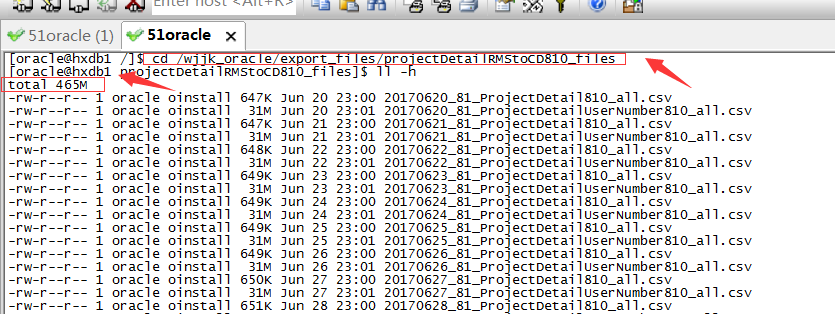 Enter host <Alt+R>
51oracle (1) 51oracle
[oracle@hxdb1 /]$ cd /wjjk_oracle/export_files/projectDetailRMStoCD810_files
[oracle@hxdb1 projectDetailRMStoCD810_files]$ ll -h
total 465M
-rw-r--r-- 1 oracle oinstall 647K Jun 20 23:00 20170620_81_ProjectDetail810_all.csv
-rw-r--r-- 1 oracle oinstall 31M Jun 20 23:01 20170620_81_ProjectDetailUserNumber810_all.csv
-rw-r--r-- 1 oracle oinstall 647K Jun 21 23:00 20170621_81_ProjectDetail810_all.csv
-rw-r--r-- 1 oracle oinstall 31M Jun 21 23:01 20170621_81_ProjectDetailUserNumber810_all.csv
-rw-r--r-- 1 oracle oinstall 648K Jun 22 23:00 20170622_81_ProjectDetail810_all.csv
-rw-r--r-- 1 oracle oinstall 31M Jun 22 23:01 20170622_81_ProjectDetailUserNumber810_all.csv
-rw-r--r-- 1 oracle oinstall 649K Jun 23 23:00 20170623_81_ProjectDetail810_all.csv
-rw-r--r-- 1 oracle oinstall 31M Jun 23 23:01 20170623_81_ProjectDetailUserNumber810_all.csv
-rw-r--r-- 1 oracle oinstall 649K Jun 24 23:00 20170624_81_ProjectDetail810_all.csv
-rw-r--r-- 1 oracle oinstall 31M Jun 24 23:01 20170624_81_ProjectDetailUserNumber810_all.csv
-rw-r--r-- 1 oracle oinstall 649K Jun 25 23:00 20170625_81_ProjectDetail810_all.csv
-rw-r--r-- 1 oracle oinstall 31M Jun 25 23:01 20170625_81_ProjectDetailUserNumber810_all.csv
-rw-r--r-- 1 oracle oinstall 649K Jun 26 23:00 20170626_81_ProjectDetail810_all.csv
-rw-r--r-- 1 oracle oinstall 31M Jun 26 23:01 20170626_81_ProjectDetailUserNumber810_all.csv
-rw-r--r-- 1 oracle oinstall 650K Jun 27 23:00 20170627_81_ProjectDetail810_all.csv
-rw-r--r-- 1 oracle oinstall 31M Jun 27 23:01 20170627_81_ProjectDetailUserNumber810_all.csv
-rw-r--r-- 1 oracle oinstall 651K Jun 28 23:00 20170628_81_ProjectDetail810_all.csv